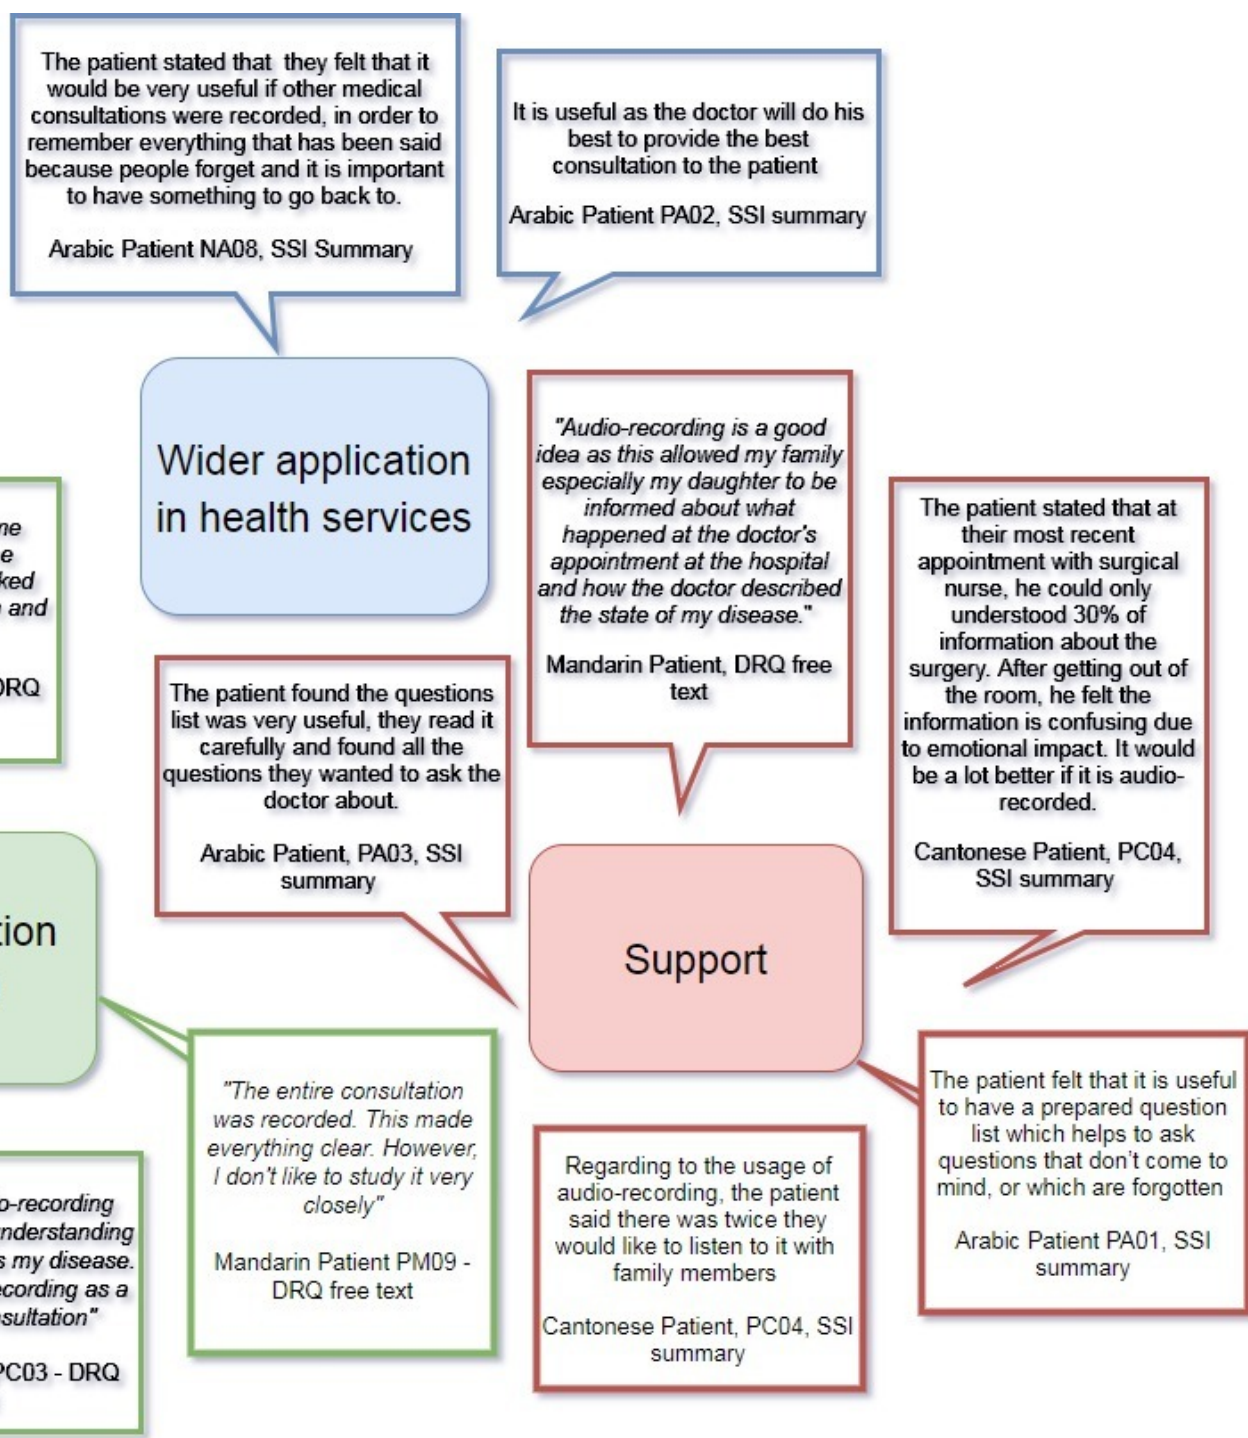 The patient stated that they felt that it
would be very useful if other medical
consultations were recorded, in order to
remember everything that has been said
because people forget and it is important
to have something to go back to.
Arabic Patient NA08, SSI Summary
It is useful as the doctor will do his
best to provide the best
consultation to the patient
Arabic Patient PA02, SSI summary
Wider application
in health services
"Audio-recording is a good
idea as this allowed my family
especially my daughter to be
informed about what
happened at the doctor's
appointment at the hospital
and how the doctor described
the state of my disease."
Mandarin Patient, DRQ free
text
The patient stated that at
their most recent
appointment with surgical
nurse, he could only
understood 30% of
information about the
surgery. After getting out of
the room, he felt the
information is confusing due
to emotional impact. It would
be a lot better if it is audio-
recorded.
Cantonese Patient, PC04,
SSI summary
and
DRQ
The patient found the questions
list was very useful, they read it
carefully and found all the
questions they wanted to ask the
doctor about.
Arabic Patient, PA03, SSI
summary
Support
"The entire consultation
was recorded. This made
everything clear. However,
I don't like to study it very
closely"
Mandarin Patient PM09 -
DRQ free text
Regarding to the usage of
audio-recording, the patient
said there was twice they
would like to listen to it with
family members
Cantonese Patient, PC04, SSI
summary
The patient felt that it is useful
to have a prepared question
list which helps to ask
questions that don't come to
mind, or which are forgotten
Arabic Patient PA01, SSI
summary
o-recording
nderstanding
s my disease.
ecording as a
nsultation"
PC03 - DRQ